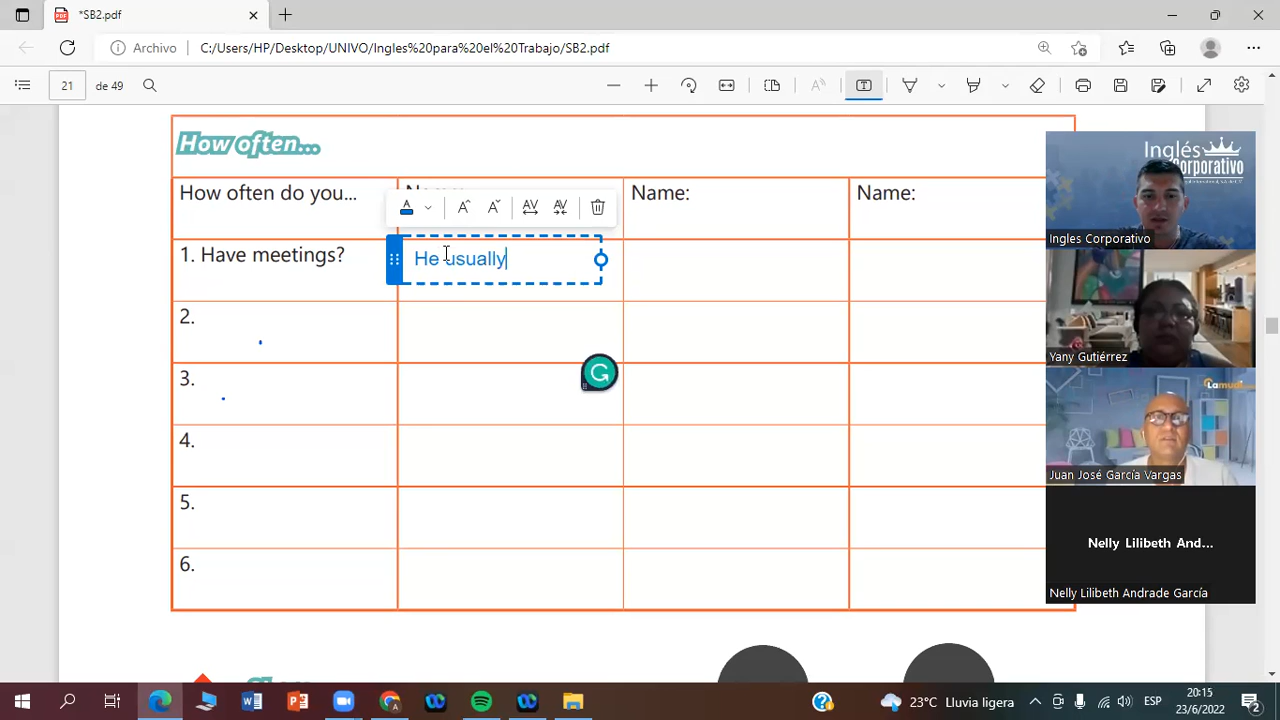 *SB2.pdf
Archivo
C:/Users/HP/Desktop/UNIVO/Ingles%20para%20el%20Trabajo/SB2.pdf
21
de 49
How often...
How often do you...
Name:
Name:
1. Have meetings?
He usually
2.
3.
4.
5.
6.
Inglés
Corporativo
Ingles Corporativo
Yany Gutiérrez
Lamudi
Juan José García Vargas
Nelly Lilibeth And...
Nelly Lilibeth Andrade García
23°C Lluvia ligera
ESP
20:15
23/6/2022
2